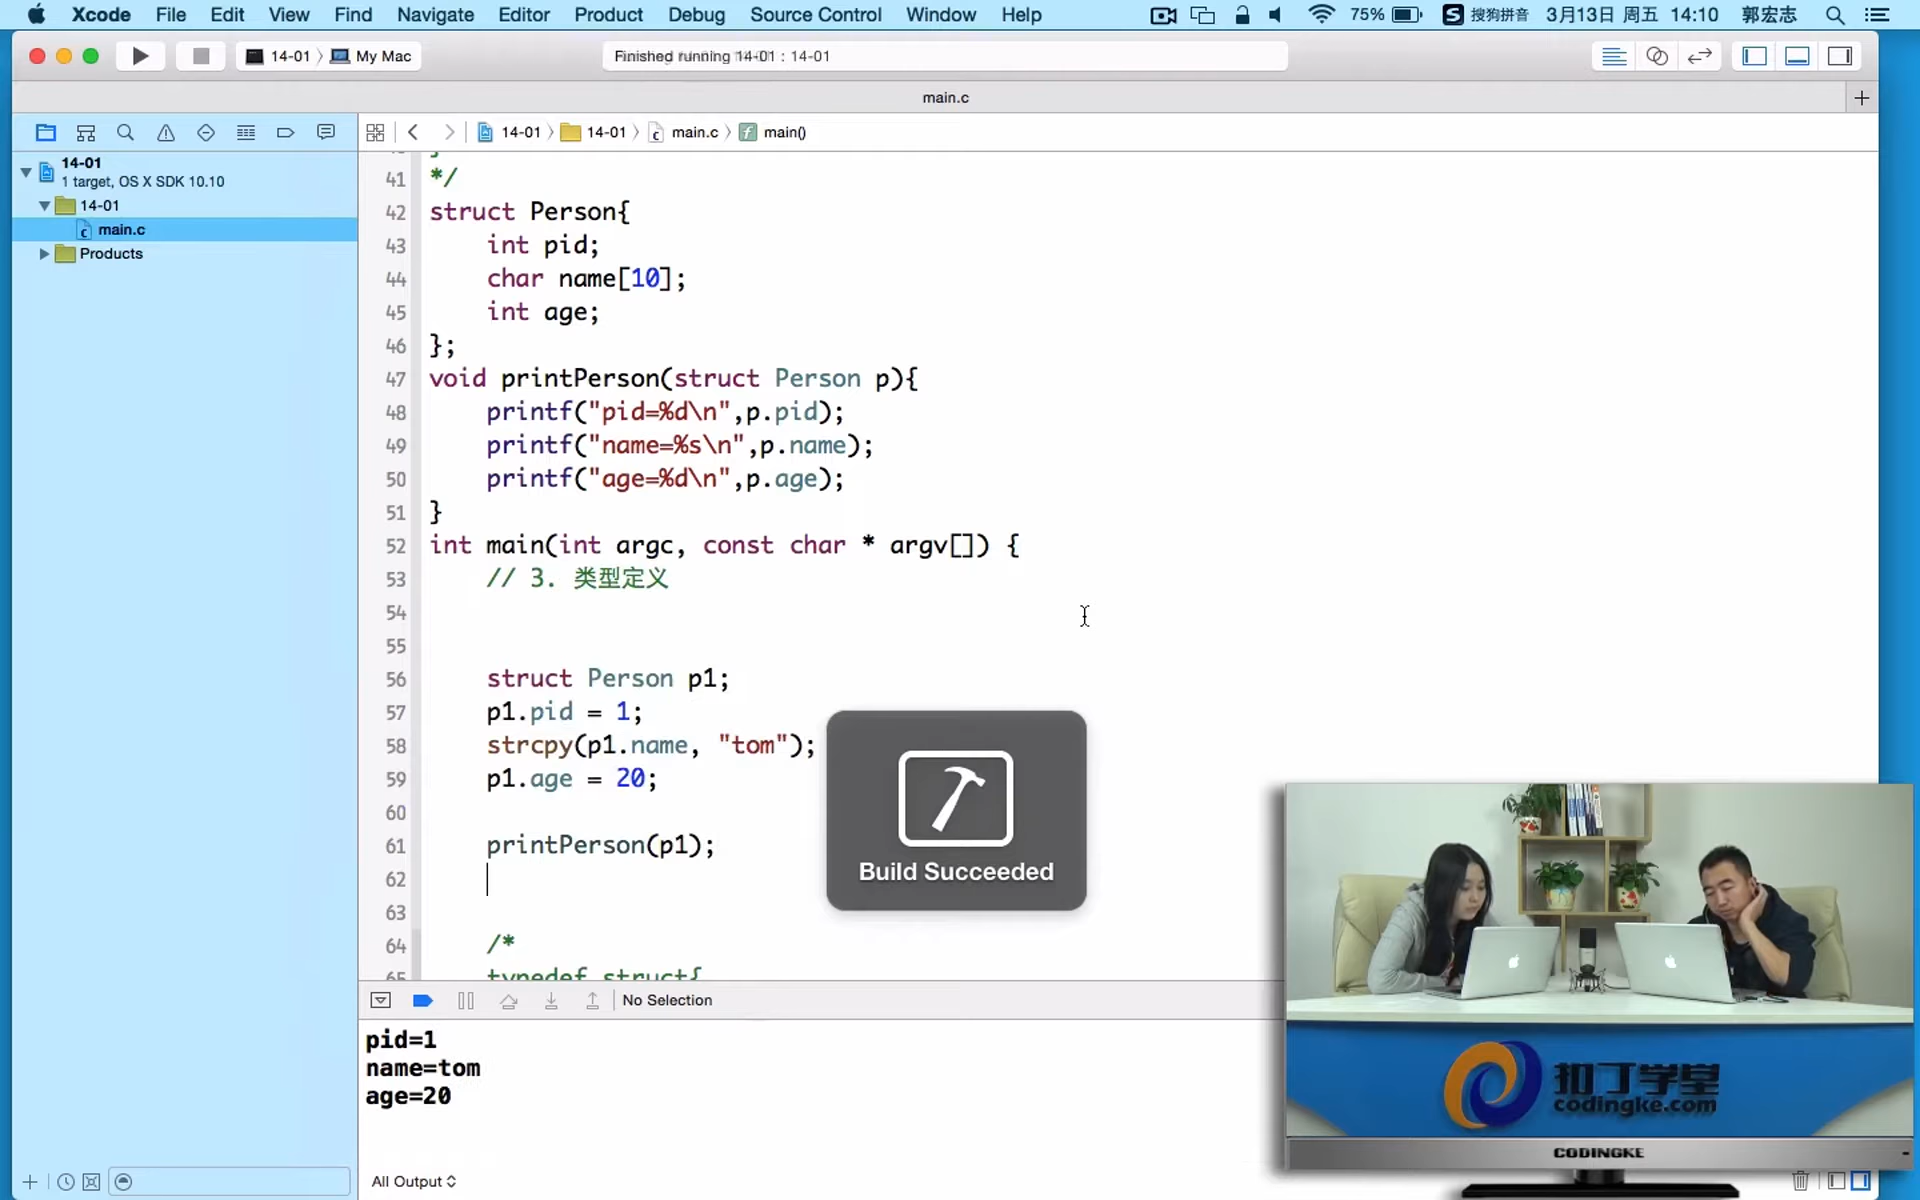 Xcode File Edit View Find Navigate Editor Product Debug Source Control Window Help 75% S 搜狗拼音 3月13日 周五 14:10 郭宏志
14-01 My Mac Finished running 14-01 : 14-01
main.c
14-01 14-01 main.c main()
14-01
1 target, OS X SDK 10.10
14-01
main.c
Products
41 */
42 struct Person{
43 int pid;
44 char name[10];
45 int age;
46 };
47 void printPerson(struct Person p){
48 printf("pid=%d\n",p.pid);
49 printf("name=%s\n",p.name);
50 printf("age=%d\n",p.age);
51 }
52 int main(int argc, const char * argv[]) {
53 // 3. 类型定义
54
55
56 struct Person p1;
57 p1.pid = 1;
58 strcpy(p1.name, "tom");
59 p1.age = 20;
60
61 printPerson(p1);
62
63
64 /*
65 typedef struct{
Build Succeeded
No Selection
pid=1
name=tom
age=20
All Output
扣丁学堂
codingke.com
CODINGKE